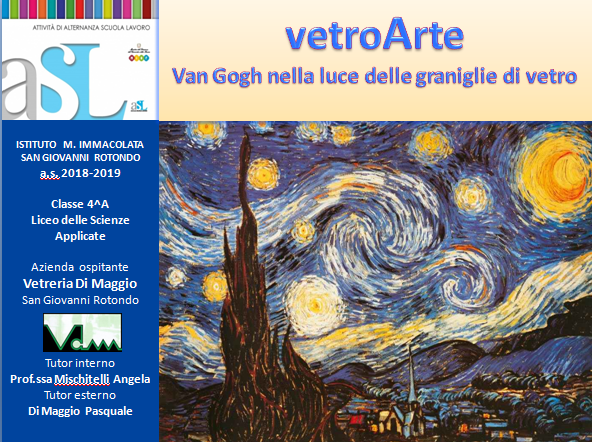 ATTIVITÀ DI ALTERNANZA SCUOLA LAVORO
asL
asL
vetroArte
Van Gogh nella luce delle graniglie di vetro
ISTITUTO M. IMMACOLATA
SAN GIOVANNI ROTONDO
a.s. 2018-2019
Classe 4^A
Liceo delle Scienze
Applicate
Azienda ospitante
Vetreria Di Maggio
San Giovanni Rotondo
Tutor interno
Prof.ssa Mischitelli Angela
Tutor esterno
Di Maggio Pasquale